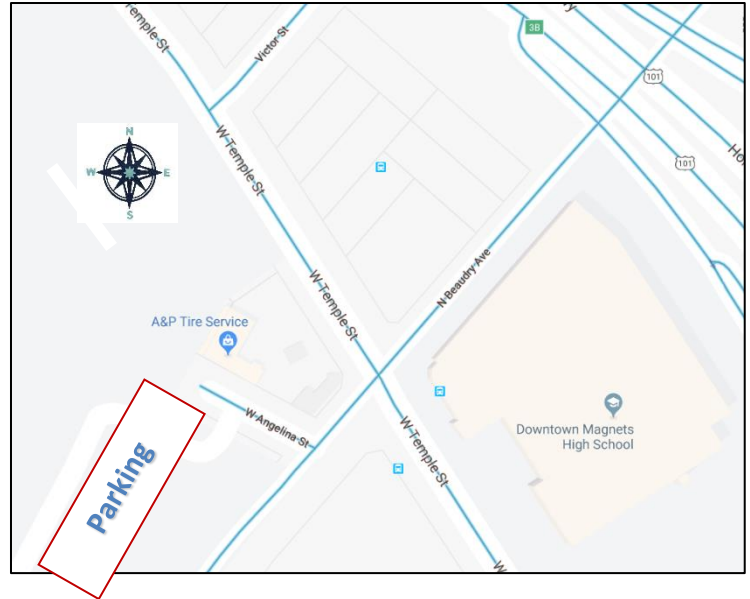 emple St
Victor St
3B
101
W Temple St
N
W
E
S
101
Ho
N Beaudry Ave
W Temple St
A&P Tire Service
W Angelina St
Downtown Magnets
High School
W Temple St
Parking
W